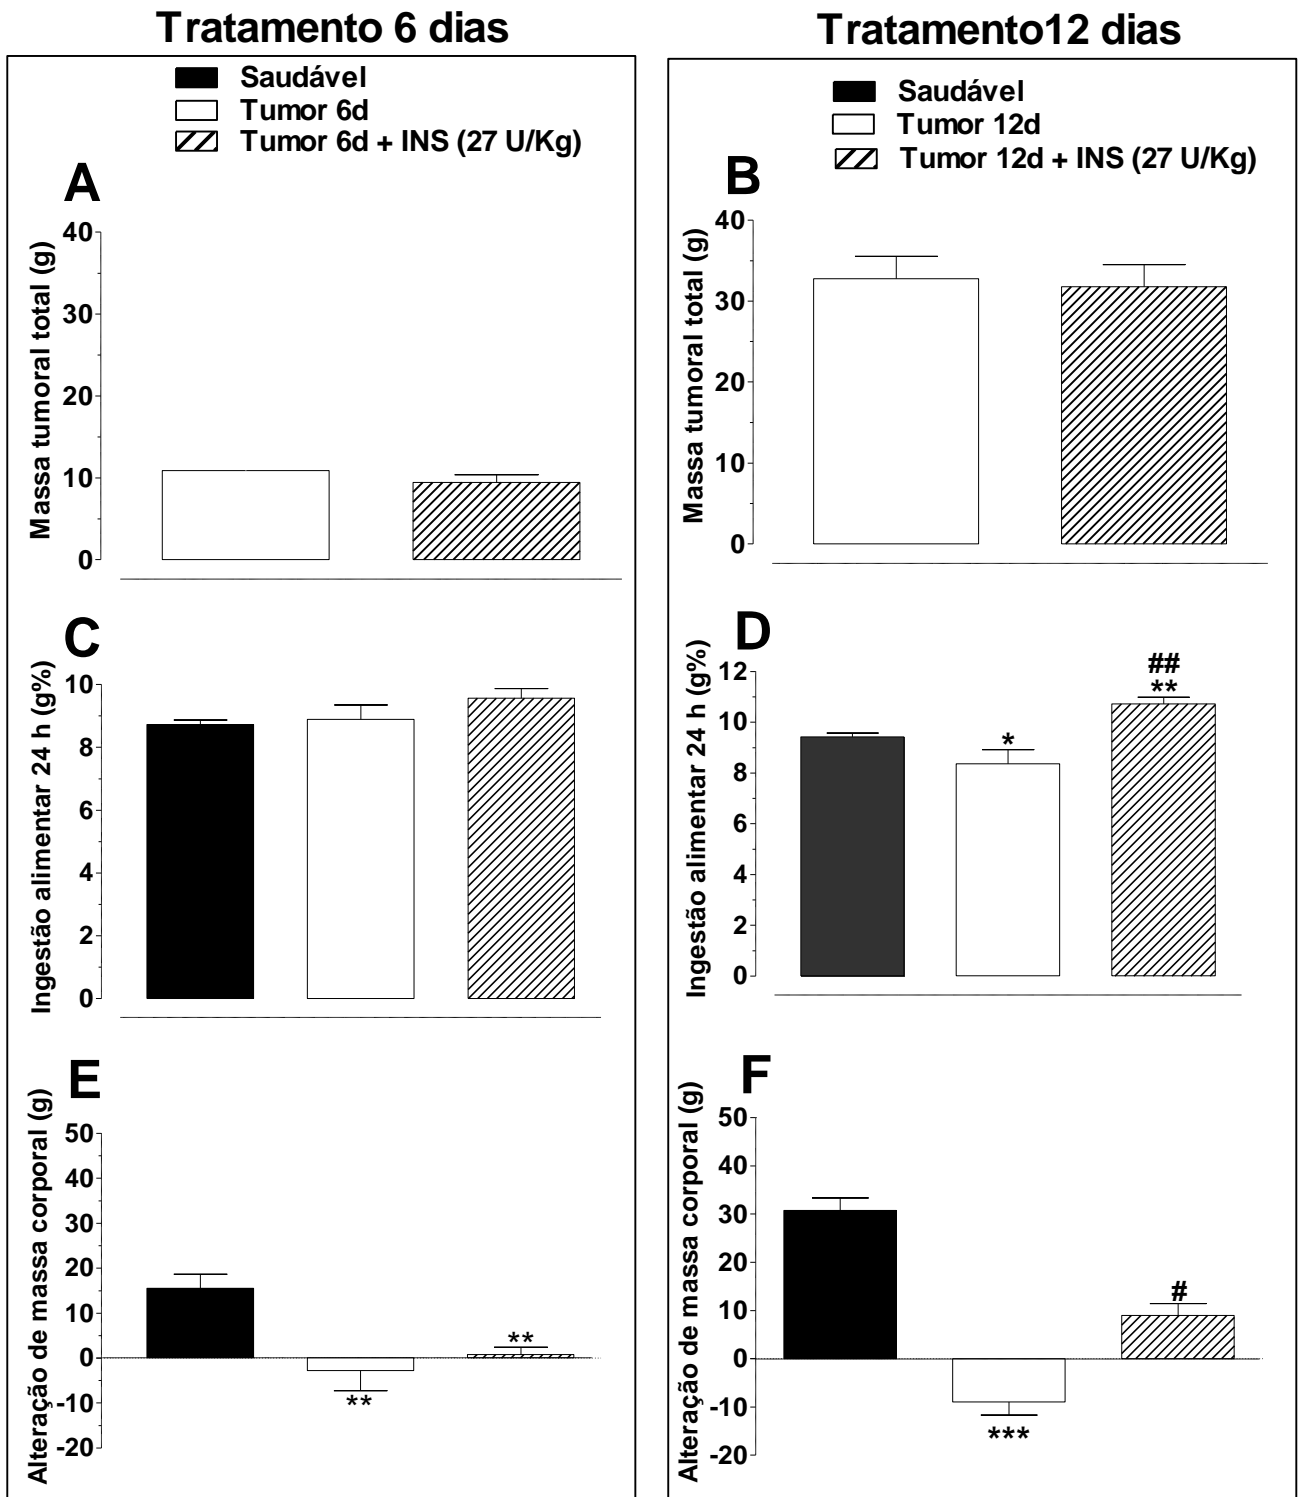 Tratamento 6 dias
Saudável
Tumor 6d
Tumor 6d + INS (27 U/Kg)
A
Massa tumoral total (g)
40
30
20
10
0
C
Ingestão alimentar 24 h (g%)
10
8
6
4
2
0
E
Alteração de massa corporal (g)
50
40
30
20
10
0
-10
-20
**
**
Tratamento12 dias
Saudável
Tumor 12d
Tumor 12d + INS (27 U/Kg)
B
Massa tumoral total (g)
40
30
20
10
0
D
Ingestão alimentar 24 h (g%)
12
10
8
6
4
2
0
*
##
**
F
Alteração de massa corporal (g)
50
40
30
20
10
0
-10
-20
***
#